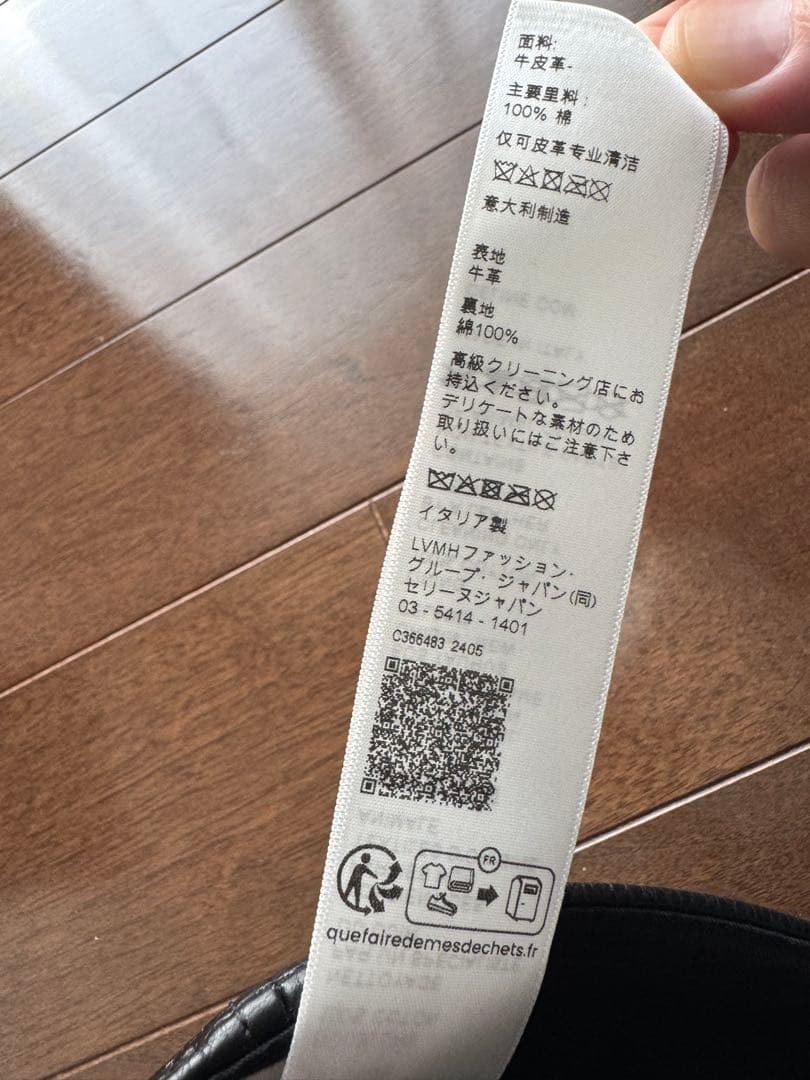 面料:
牛皮革-
主要里料:
100% 棉
仅可皮革专业清洁
意大利制造
表地
牛革
裏地
綿100%
高級クリーニング店にお
持込ください。
デリケートな素材のため
取り扱いにはご注意下さ
い。
イタリア製
LVMHファッション・
グループ・ジャパン(同)
セリーヌジャパン
03 - 5414 - 1401
C366483 2405
FR
quefairedemesdechets.fr